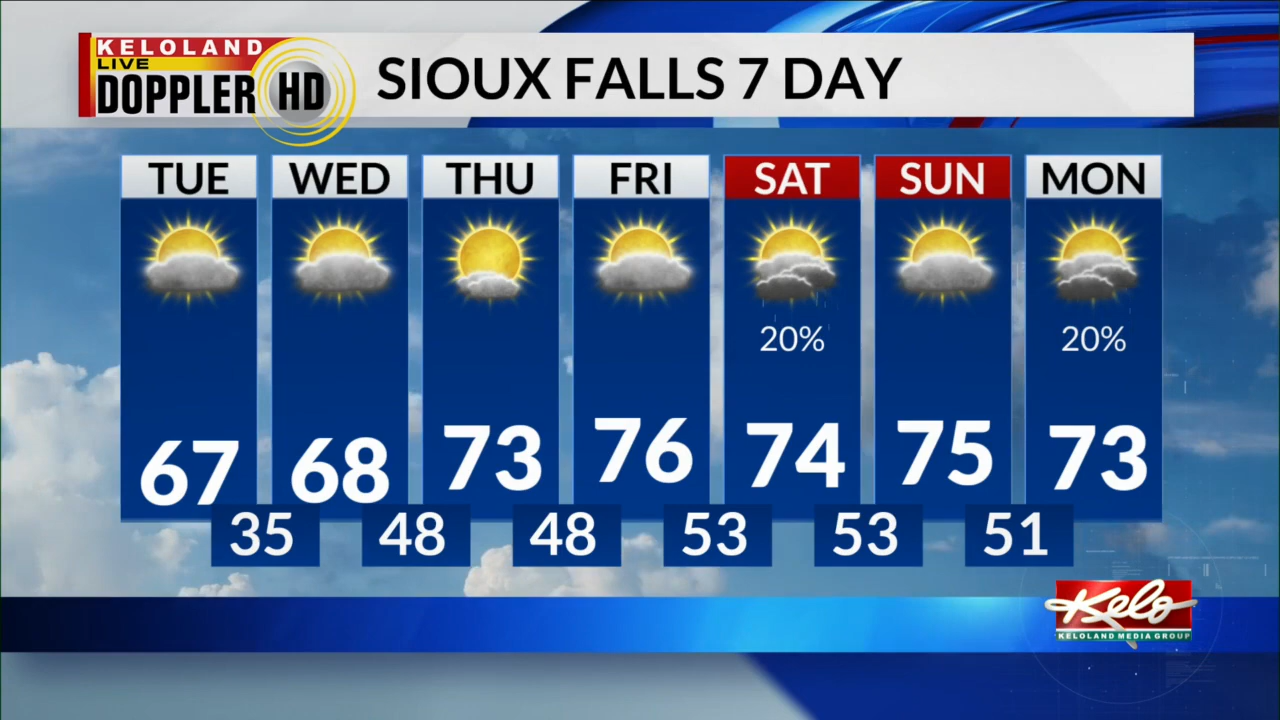 KELOLAND
LIVE
DOPPLER HD
SIOUX FALLS 7 DAY
TUE WED THU FRI SAT SUN MON
20% 20%
67 68 73 76 74 75 73
35 48 48 53 53 51
Kelo
KELOLAND MEDIA GROUP